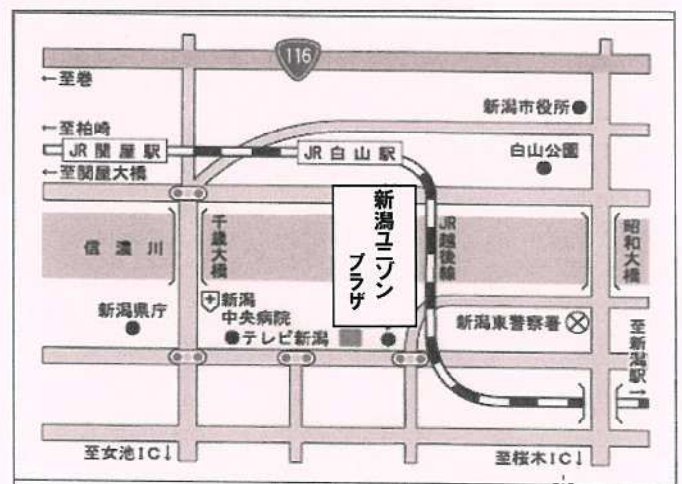 116
←至巻
新潟市役所
←至柏崎
JR関屋駅
JR白山駅
白山公園
←至関屋大橋
信濃川
千歳大橋
新潟ユニゾン
プラザ
JR越後線
昭和大橋
新潟県庁
新潟
中央病院
テレビ新潟
新潟東警察署
至新潟駅→
至女池IC↓
至桜木IC↓